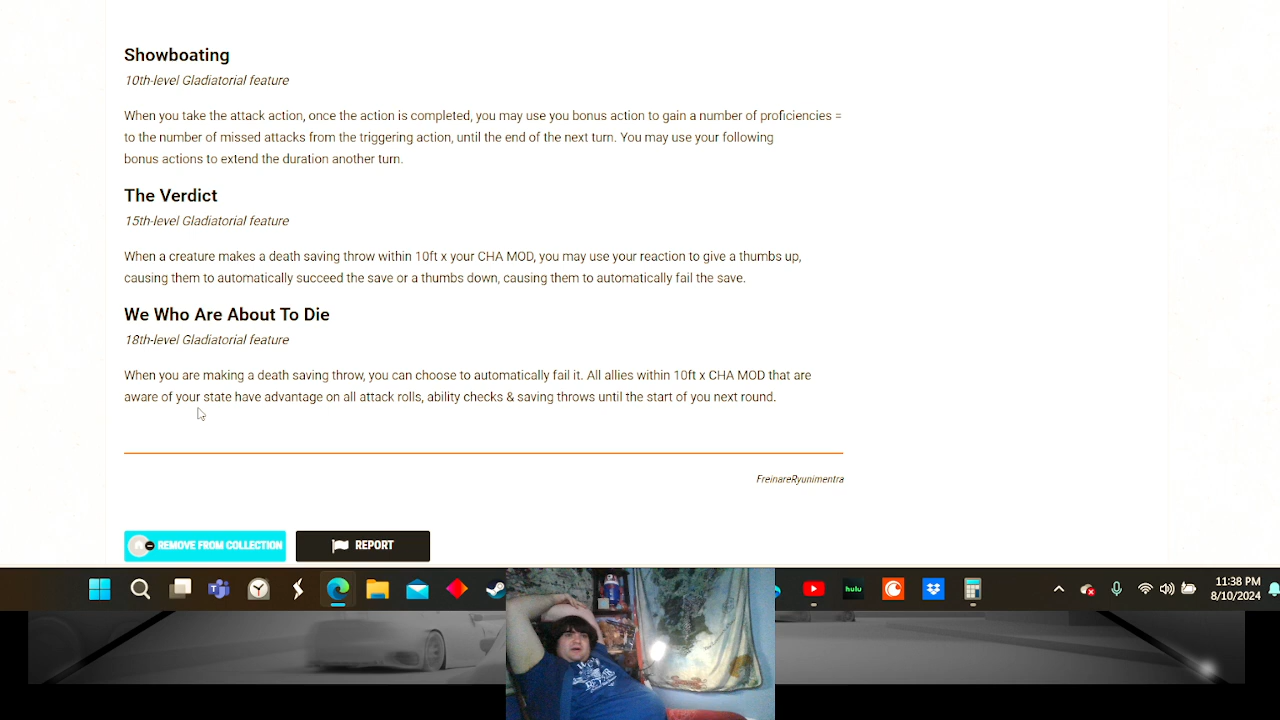 Showboating
10th-level Gladiatorial feature
When you take the attack action, once the action is completed, you may use you bonus action to gain a number of proficiencies =
to the number of missed attacks from the triggering action, until the end of the next turn. You may use your following
bonus actions to extend the duration another turn.
The Verdict
15th-level Gladiatorial feature
When a creature makes a death saving throw within 10ft x your CHA MOD, you may use your reaction to give a thumbs up,
causing them to automatically succeed the save or a thumbs down, causing them to automatically fail the save.
We Who Are About To Die
18th-level Gladiatorial feature
When you are making a death saving throw, you can choose to automatically fail it. All allies within 10ft x CHA MOD that are
aware of your state have advantage on all attack rolls, ability checks & saving throws until the start of you next round.
FreinareRyunimentra
REMOVE FROM COLLECTION
REPORT
hulu
11:38 PM
8/10/2024